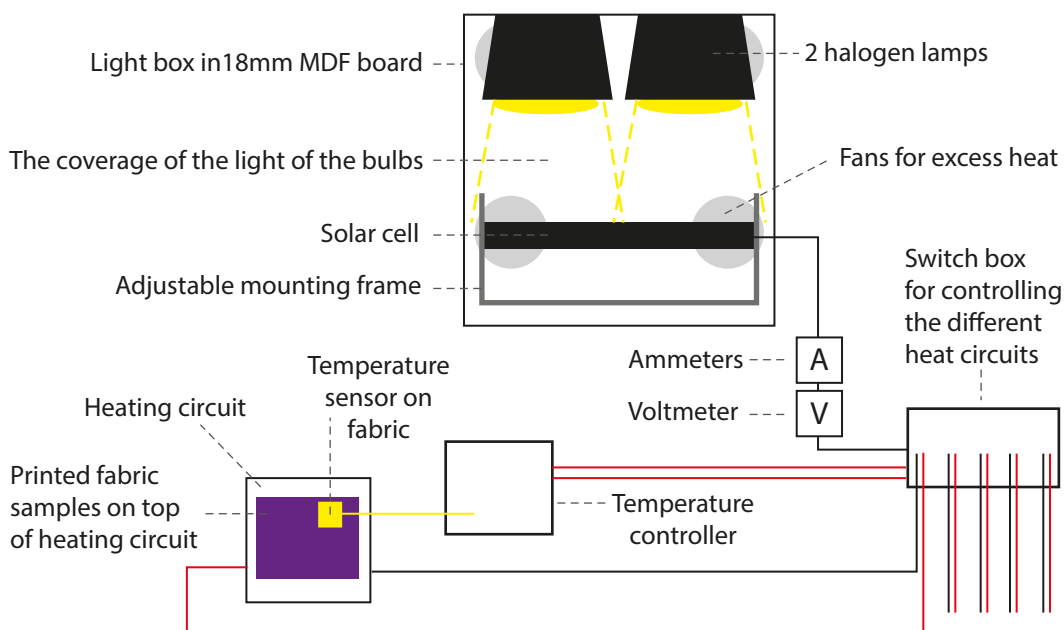 Light box in18mm MDF board
2 halogen lamps
The coverage of the light of the bulbs
Fans for excess heat
Solar cell
Adjustable mounting frame
Switch box
for controlling
the different
heat circuits
Ammeters
A
Voltmeter
V
Temperature
sensor on
fabric
Heating circuit
Printed fabric
samples on top
of heating circuit
Temperature
controller